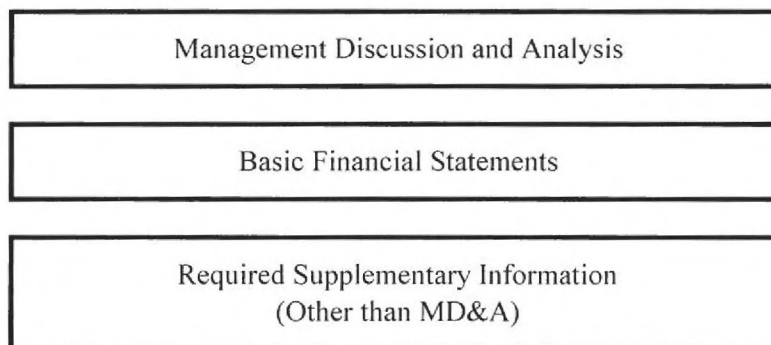 Management Discussion and Analysis
Basic Financial Statements
Required Supplementary Information
(Other than MD&A)